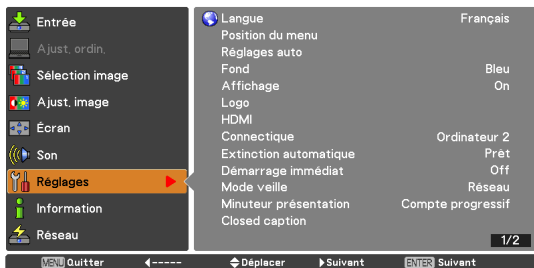 Entrée
Ajust. ordin.
Sélection image
Ajust. image
Écran
Son
Réglages
Information
Réseau
Langue Français
Position du menu
Réglages auto
Fond Bleu
Affichage On
Logo
HDMI
Connectique Ordinateur 2
Extinction automatique Prêt
Démarrage immédiat Off
Mode veille Réseau
Minuteur présentation Compte progressif
Closed caption
1/2
MENU Quitter ◀----- Déplacer Suivant ENTER Suivant